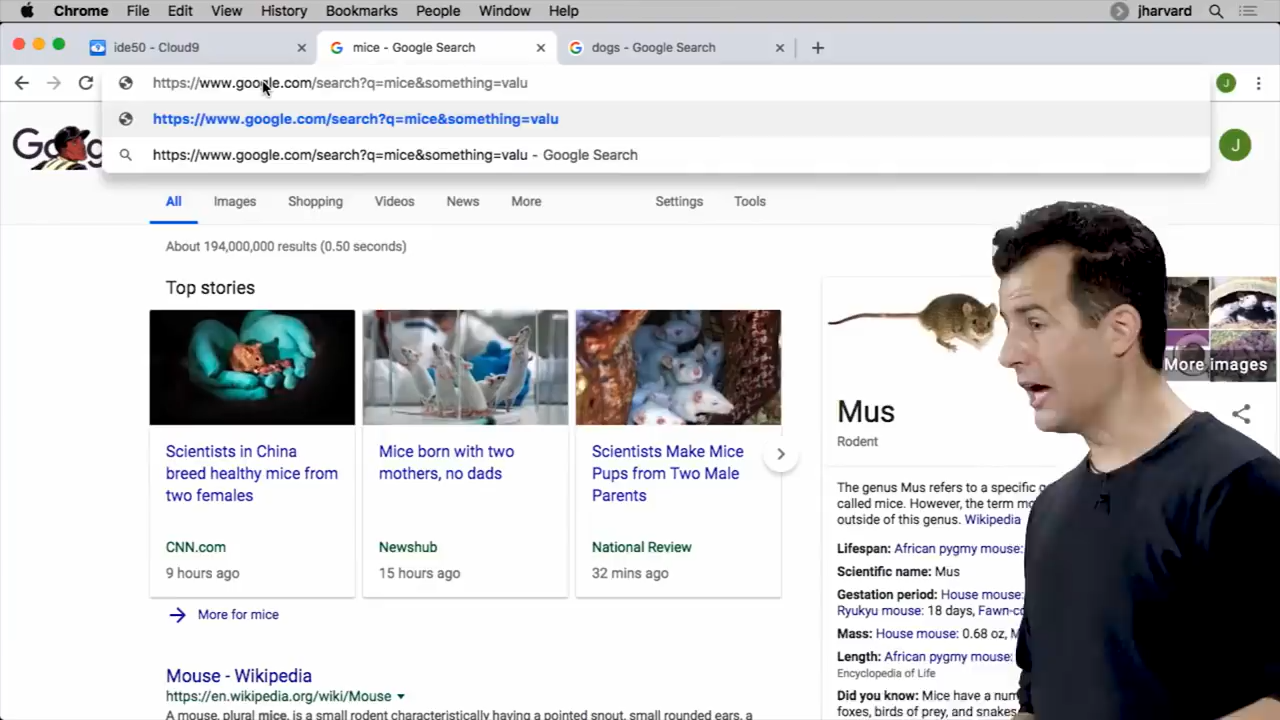 Chrome File Edit View History Bookmarks People Window Help jharvard
ide50 - Cloud9 mice - Google Search dogs - Google Search
https://www.google.com/search?q=mice&something=valu J
https://www.google.com/search?q=mice&something=valu
https://www.google.com/search?q=mice&something=valu - Google Search
J
All Images Shopping Videos News More Settings Tools
About 194,000,000 results (0.50 seconds)
Top stories
Scientists in China
breed healthy mice from
two females
CNN.com
9 hours ago
Mice born with two
mothers, no dads
Newshub
15 hours ago
Scientists Make Mice
Pups from Two Male
Parents
National Review
32 mins ago
More for mice
Mouse - Wikipedia
https://en.wikipedia.org/wiki/Mouse
A mouse, plural mice, is a small rodent characteristically having a pointed snout, small rounded ears, a
More images
Mus
Rodent
The genus Mus refers to a specific
called mice. However, the term
outside of this genus. Wikipedia
Lifespan: African pygmy mouse:
Scientific name: Mus
Gestation period: House mouse:
Ryukyu mouse: 18 days,
Mass: House mouse: 0.68 oz,
Length: African pygmy mouse:
Encyclopedia of Life
Did you know: Mice have a
foxes, birds of prey, and snakes